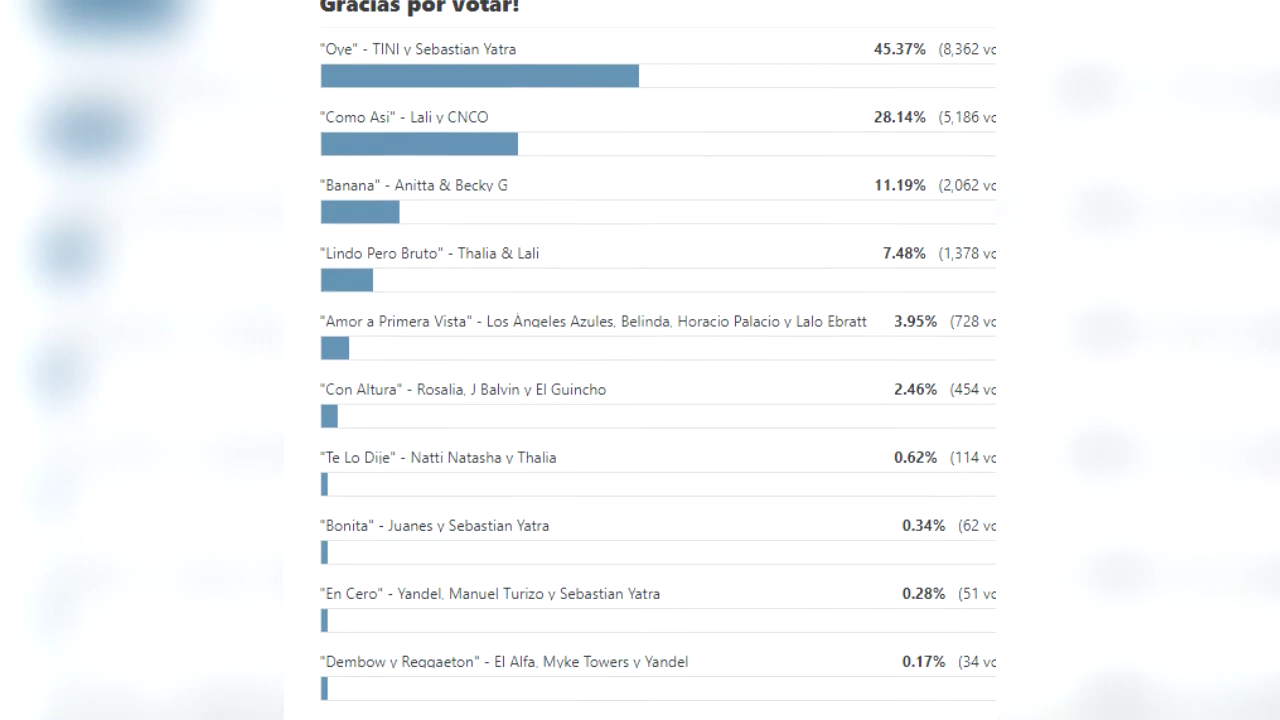 Gracias por votar!
"Oye" - TINI y Sebastian Yatra 45.37% (8,362 vo
"Como Asi" - Lali y CNCO 28.14% (5,186 vo
"Banana" - Anitta & Becky G 11.19% (2,062 vo
"Lindo Pero Bruto" - Thalia & Lali 7.48% (1,378 vo
"Amor a Primera Vista" - Los Ángeles Azules, Belinda, Horacio Palacio y Lalo Ebratt 3.95% (728 vo
"Con Altura" - Rosalia, J Balvin y El Guincho 2.46% (454 vo
"Te Lo Dije" - Natti Natasha y Thalia 0.62% (114 vo
"Bonita" - Juanes y Sebastian Yatra 0.34% (62 vo
"En Cero" - Yandel, Manuel Turizo y Sebastian Yatra 0.28% (51 vo
"Dembow y Reggaeton" - El Alfa, Myke Towers y Yandel 0.17% (34 vo